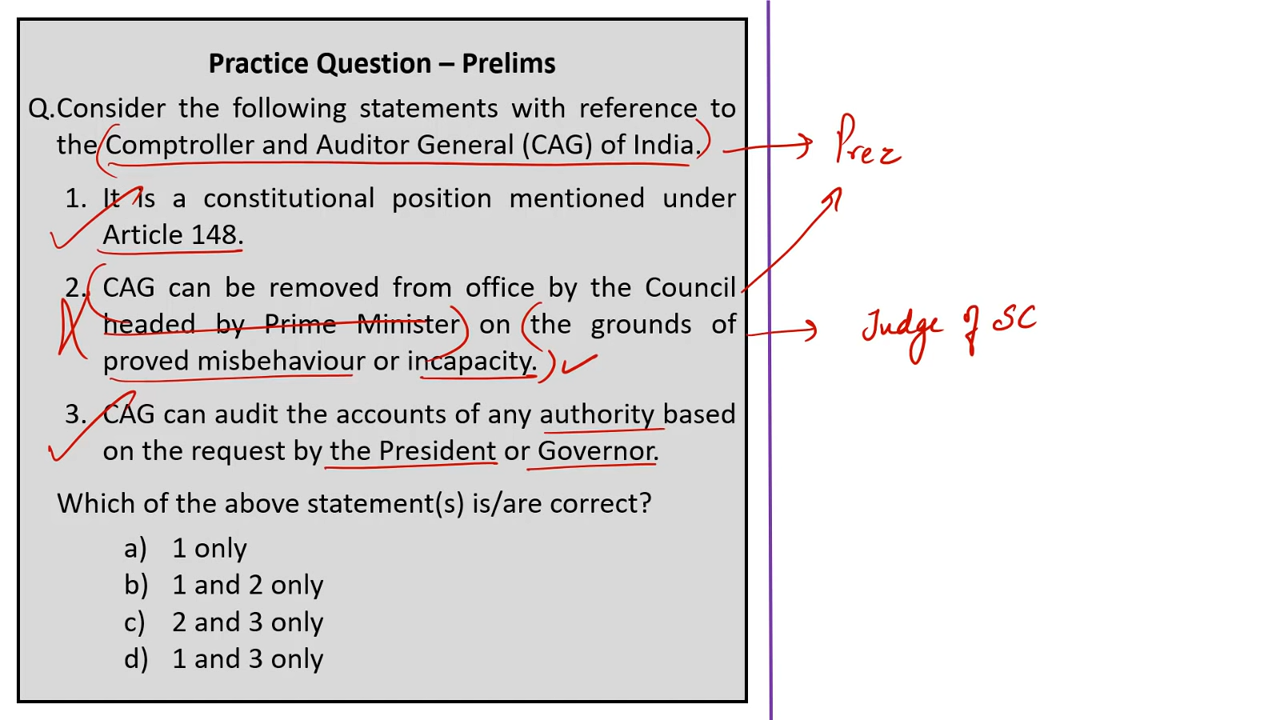 Practice Question – Prelims
Q.Consider the following statements with reference to
the Comptroller and Auditor General (CAG) of India.
Prez
1. It is a constitutional position mentioned under
Article 148.
2. CAG can be removed from office by the Council
headed by Prime Minister on the grounds of
proved misbehaviour or incapacity.
Judge of SC
3. CAG can audit the accounts of any authority based
on the request by the President or Governor.
Which of the above statement(s) is/are correct?
a) 1 only
b) 1 and 2 only
c) 2 and 3 only
d) 1 and 3 only